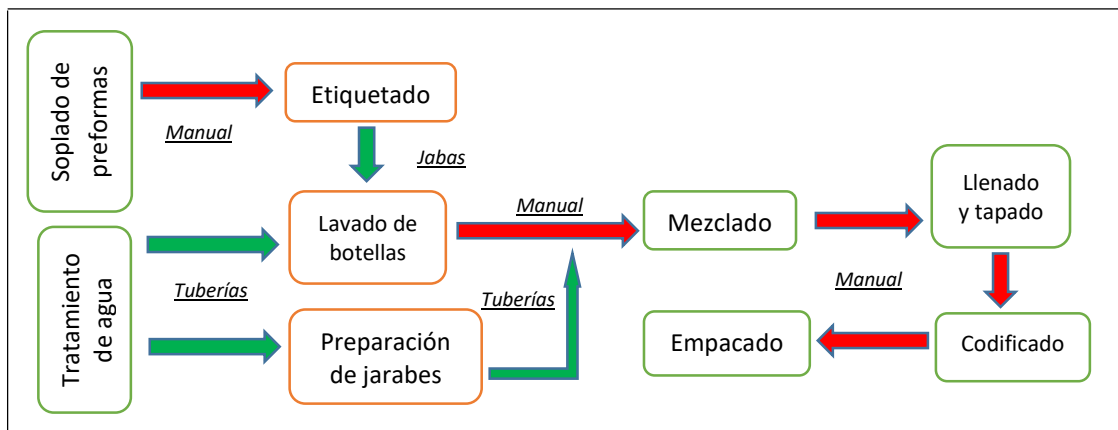 Soplado de
preformas
Manual
Etiquetado
Jabas
Tratamiento
de agua
Tuberías
Lavado de
botellas
Manual
Preparación
de jarabes
Tuberías
Mezclado
Llenado
y tapado
Manual
Codificado
Empacado